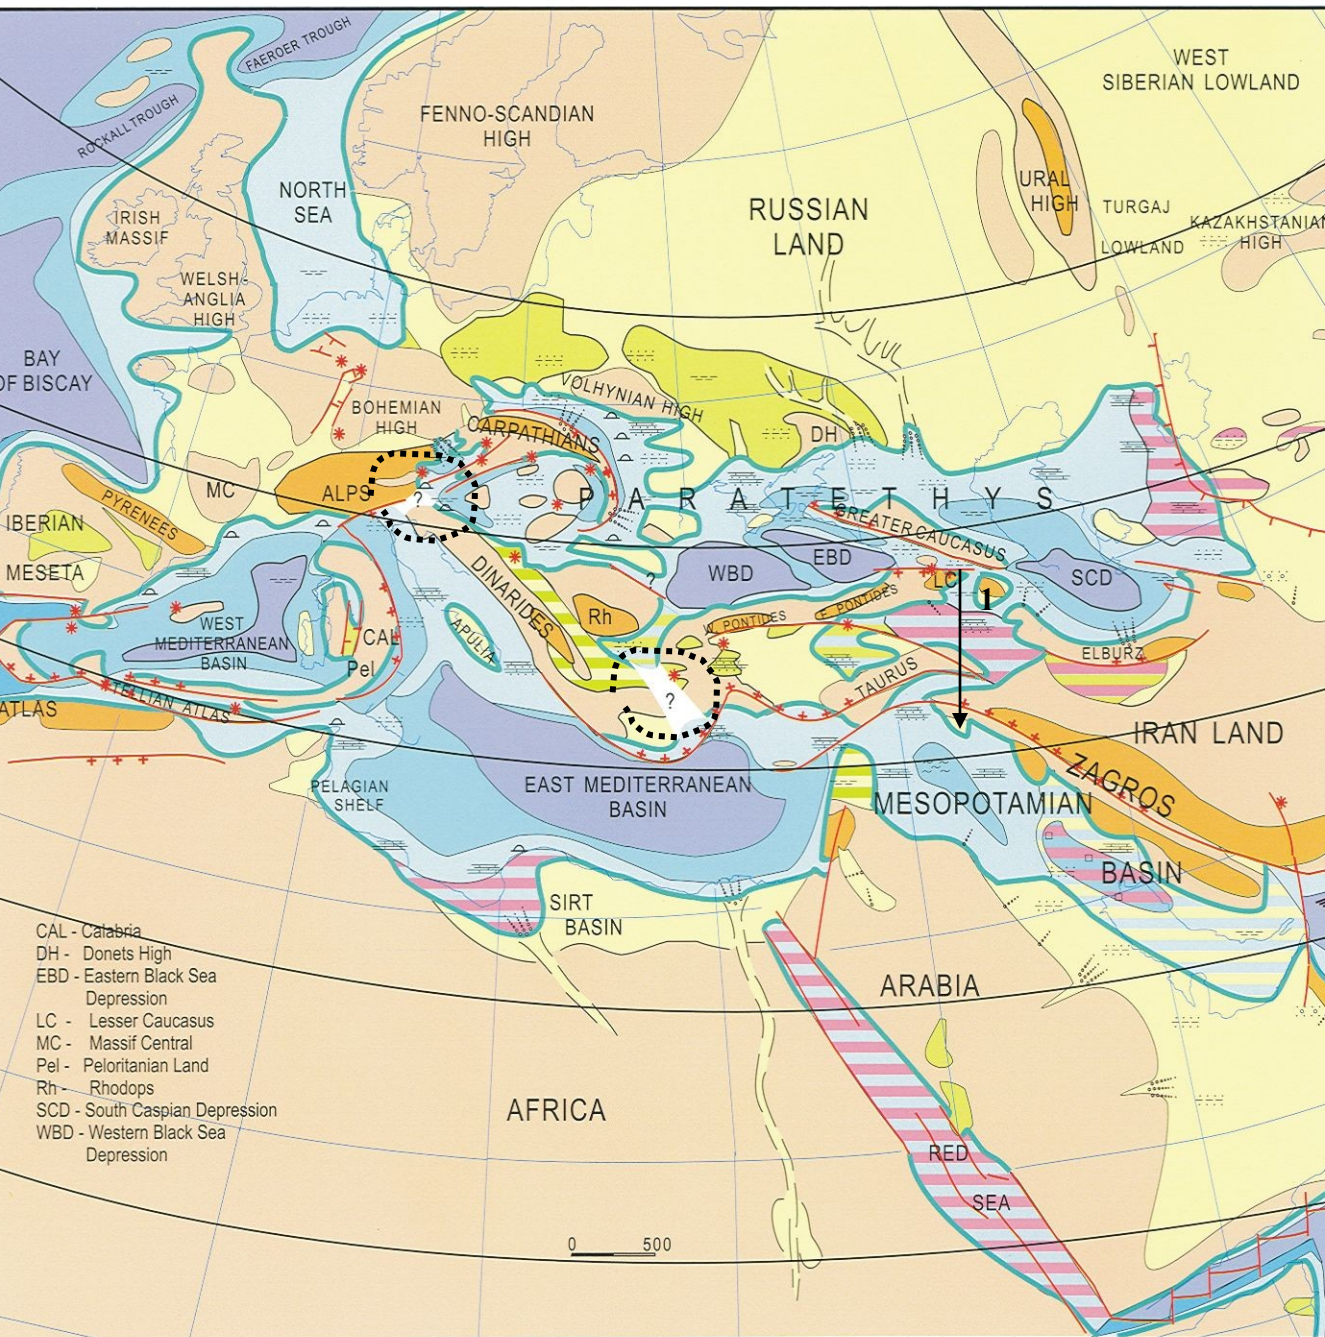 FAEROER TROUGH
WEST
SIBERIAN LOWLAND
ROCKALL TROUGH
FENNO-SCANDIAN
HIGH
NORTH
SEA
IRISH
MASSIF
RUSSIAN
LAND
URAL
HIGH
TURGAJ
LOWLAND
KAZAKHSTANIAN
HIGH
WELSH-
ANGLIA
HIGH
BAY
OF BISCAY
VOLHYNIAN HIGH
BOHEMIAN
HIGH
CARPATHIANS
DH
MC
ALPS
?
PARATETHYS
PYRENEES
IBERIAN
MESETA
GREATER CAUCASUS
DINARIDES
?
WBD
EBD
LC
1
SCD
WEST
MEDITERRANEAN
BASIN
CAL
Pel
APULIA
Rh
W. PONTIDES
E. PONTIDES
ELBURZ
TAURUS
TELLIAN ATLAS
ATLAS
?
IRAN LAND
ZAGROS
PELAGIAN
SHELF
EAST MEDITERRANEAN
BASIN
MESOPOTAMIAN
BASIN
SIRT
BASIN
ARABIA
AFRICA
RED
SEA
CAL - Calabria
DH - Donets High
EBD - Eastern Black Sea
Depression
LC - Lesser Caucasus
MC - Massif Central
Pel - Peloritanian Land
Rh - Rhodops
SCD - South Caspian Depression
WBD - Western Black Sea
Depression
0 500